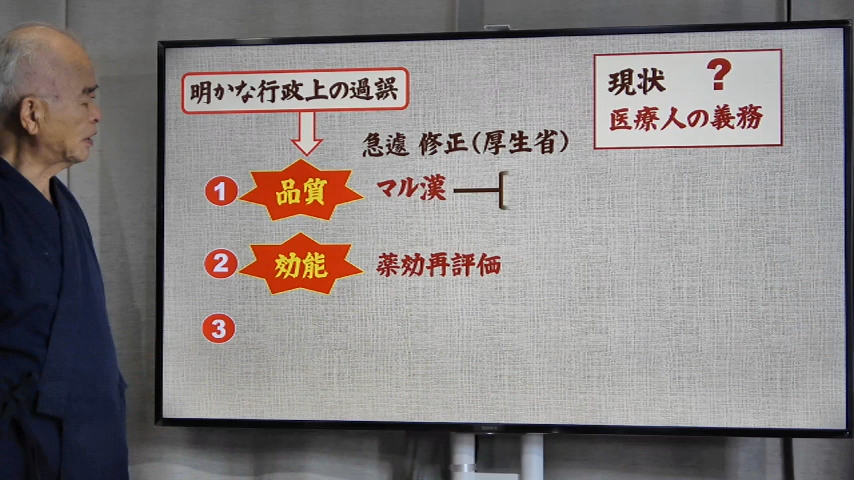 明かな行政上の過誤
現状 ?
医療人の義務
急遽 修正(厚生省)
1 品質 マル漢
2 効能 薬効再評価
3